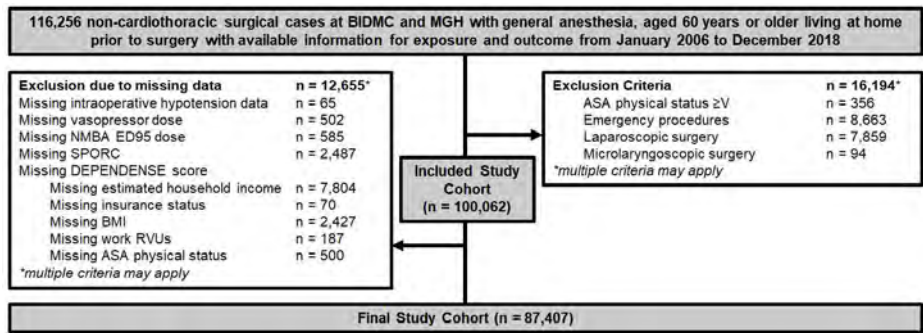 116,256 non-cardiothoracic surgical cases at BIDMC and MGH with general anesthesia, aged 60 years or older living at home
prior to surgery with available information for exposure and outcome from January 2006 to December 2018
Exclusion due to missing data n = 12,655*
Missing intraoperative hypotension data n = 65
Missing vasopressor dose n = 502
Missing NMBA ED95 dose n = 585
Missing SPORC n = 2,487
Missing DEPENDENSE score
Missing estimated household income n = 7,804
Missing insurance status n = 70
Missing BMI n = 2,427
Missing work RVUs n = 187
Missing ASA physical status n = 500
*multiple criteria may apply
Exclusion Criteria n = 16,194*
ASA physical status ≥V n = 356
Emergency procedures n = 8,663
Laparoscopic surgery n = 7,859
Microlaryngoscopic surgery n = 94
*multiple criteria may apply
Included Study
Cohort
(n = 100,062)
Final Study Cohort (n = 87,407)